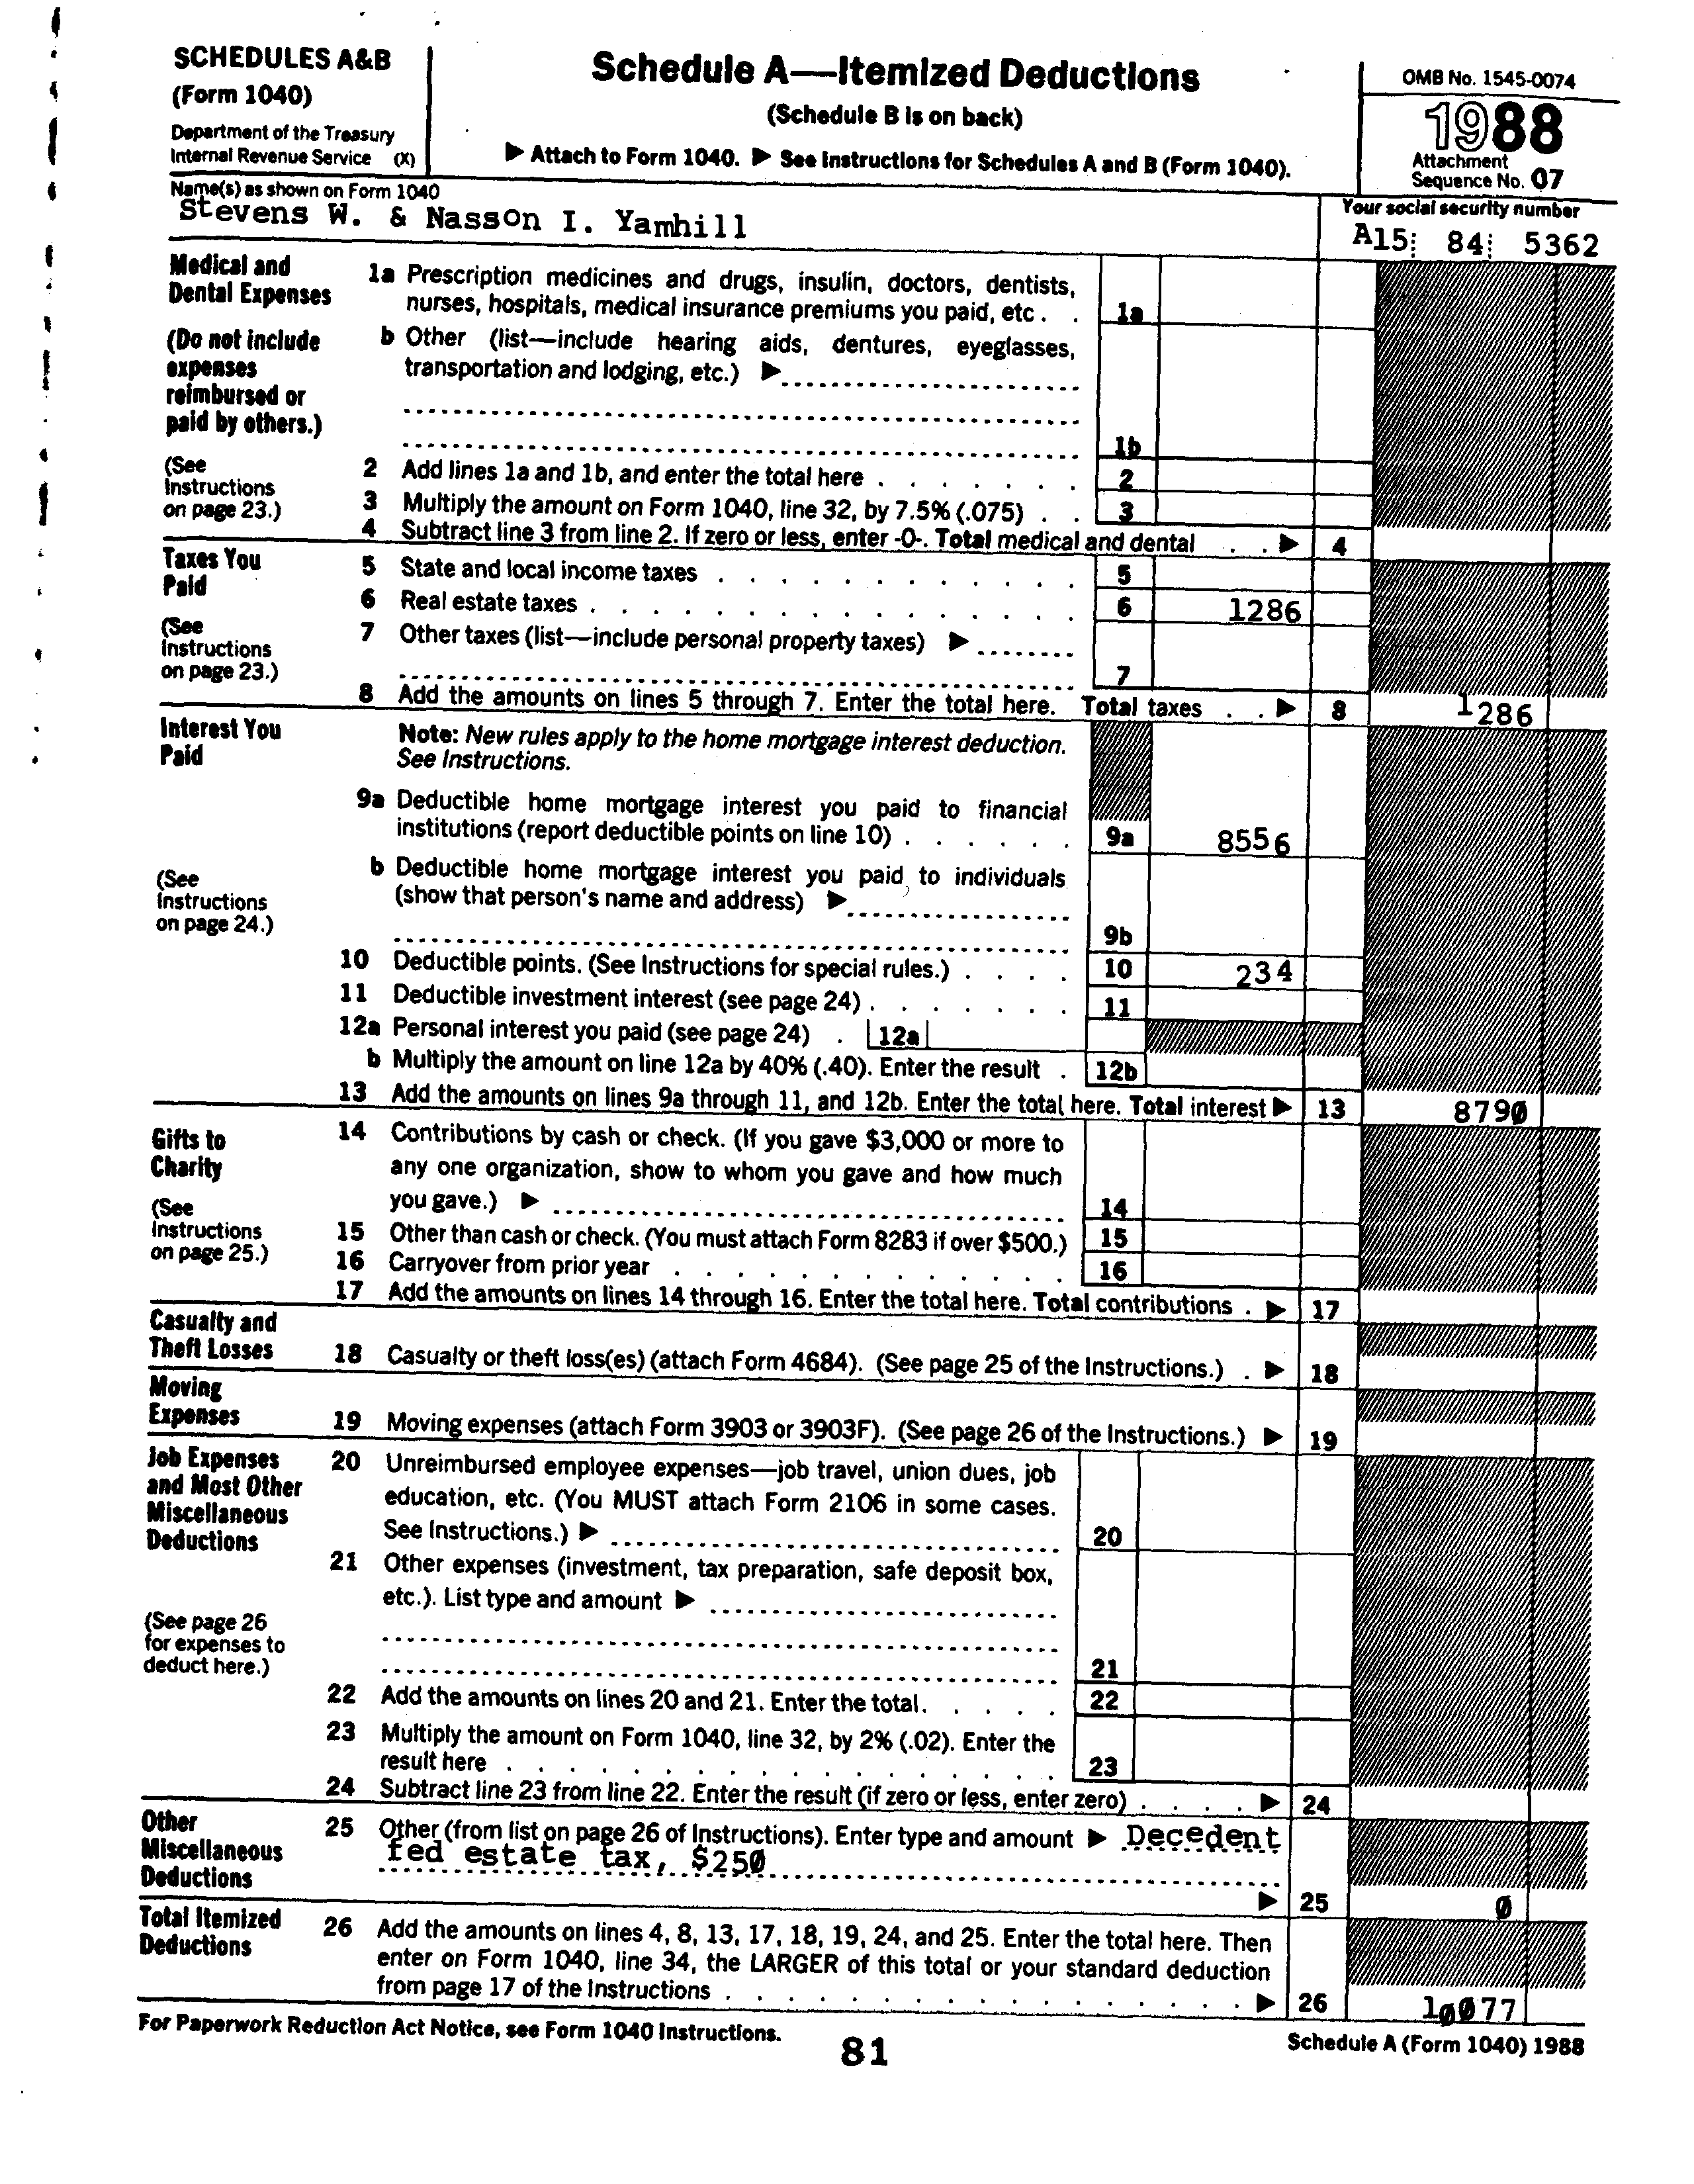 SCHEDULES A&B
(Form 1040)
Department of the Treasury
Internal Revenue Service (X)
Schedule A—Itemized Deductions
(Schedule B is on back)
▶ Attach to Form 1040. ▶ See Instructions for Schedules A and B (Form 1040).
OMB No. 1545-0074
1988
Attachment
Sequence No. 07
Name(s) as shown on Form 1040
Stevens W. & Nasson I. Yamhill
Your social security number
A15 84 5362
Medical and
Dental Expenses
(Do not include
expenses
reimbursed or
paid by others.)
(See
Instructions
on page 23.)
1a Prescription medicines and drugs, insulin, doctors, dentists,
nurses, hospitals, medical insurance premiums you paid, etc . . 1a
b Other (list—include hearing aids, dentures, eyeglasses,
transportation and lodging, etc.) ▶
1b
2 Add lines 1a and 1b, and enter the total here . . . . . . . 2
3 Multiply the amount on Form 1040, line 32, by 7.5% (.075) . . 3
4 Subtract line 3 from line 2. If zero or less, enter -0-. Total medical and dental . . ▶ 4
Taxes You
Paid
(See
Instructions
on page 23.)
5 State and local income taxes . . . . . . . . . . . . 5
6 Real estate taxes . . . . . . . . . . . . . . . 6 1286
7 Other taxes (list—include personal property taxes) ▶
7
8 Add the amounts on lines 5 through 7. Enter the total here. Total taxes . . ▶ 8 1286
Interest You
Paid
(See
Instructions
on page 24.)
Note: New rules apply to the home mortgage interest deduction.
See Instructions.
9a Deductible home mortgage interest you paid to financial
institutions (report deductible points on line 10) . . . . . . 9a 8556
b Deductible home mortgage interest you paid to individuals
(show that person's name and address) ▶
9b
10 Deductible points. (See Instructions for special rules.) . . . . 10 234
11 Deductible investment interest (see page 24) . . . . . . . 11
12a Personal interest you paid (see page 24) . 12a
b Multiply the amount on line 12a by 40% (.40). Enter the result . 12b
13 Add the amounts on lines 9a through 11, and 12b. Enter the total here. Total interest ▶ 13 8790
Gifts to
Charity
(See
Instructions
on page 25.)
14 Contributions by cash or check. (If you gave $3,000 or more to
any one organization, show to whom you gave and how much
you gave.) ▶ 14
15 Other than cash or check. (You must attach Form 8283 if over $500.) 15
16 Carryover from prior year . . . . . . . . . . . . . 16
17 Add the amounts on lines 14 through 16. Enter the total here. Total contributions . ▶ 17
Casualty and
Theft Losses
18 Casualty or theft loss(es) (attach Form 4684). (See page 25 of the Instructions.) . ▶ 18
Moving
Expenses
19 Moving expenses (attach Form 3903 or 3903F). (See page 26 of the Instructions.) ▶ 19
Job Expenses
and Most Other
Miscellaneous
Deductions
(See page 26
for expenses to
deduct here.)
20 Unreimbursed employee expenses—job travel, union dues, job
education, etc. (You MUST attach Form 2106 in some cases.
See Instructions.) ▶ 20
21 Other expenses (investment, tax preparation, safe deposit box,
etc.). List type and amount ▶
21
22 Add the amounts on lines 20 and 21. Enter the total. . . . . 22
23 Multiply the amount on Form 1040, line 32, by 2% (.02). Enter the
result here . . . . . . . . . . . . . . . . . 23
24 Subtract line 23 from line 22. Enter the result (if zero or less, enter zero) . . . . ▶ 24
Other
Miscellaneous
Deductions
25 Other (from list on page 26 of Instructions). Enter type and amount ▶ Decedent
fed estate tax, $250
▶ 25 0
Total Itemized
Deductions
26 Add the amounts on lines 4, 8, 13, 17, 18, 19, 24, and 25. Enter the total here. Then
enter on Form 1040, line 34, the LARGER of this total or your standard deduction
from page 17 of the Instructions . . . . . . . . . . . . . . . . ▶ 26 10077
For Paperwork Reduction Act Notice, see Form 1040 Instructions.
81
Schedule A (Form 1040) 1988